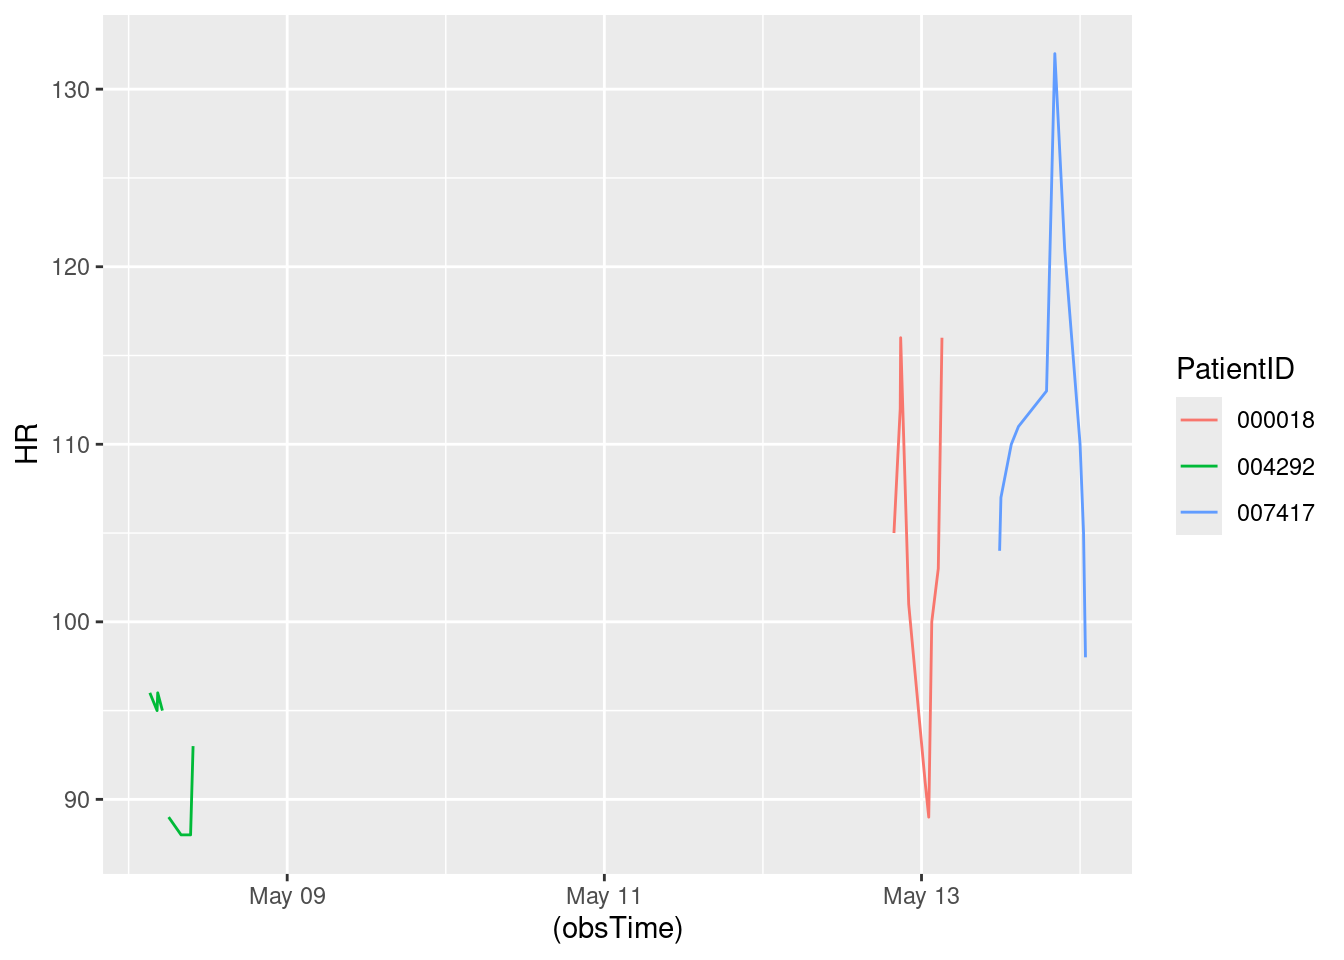 130
120
110
100
90
HR
May 09
May 11
May 13
(obsTime)
PatientID
000018
004292
007417